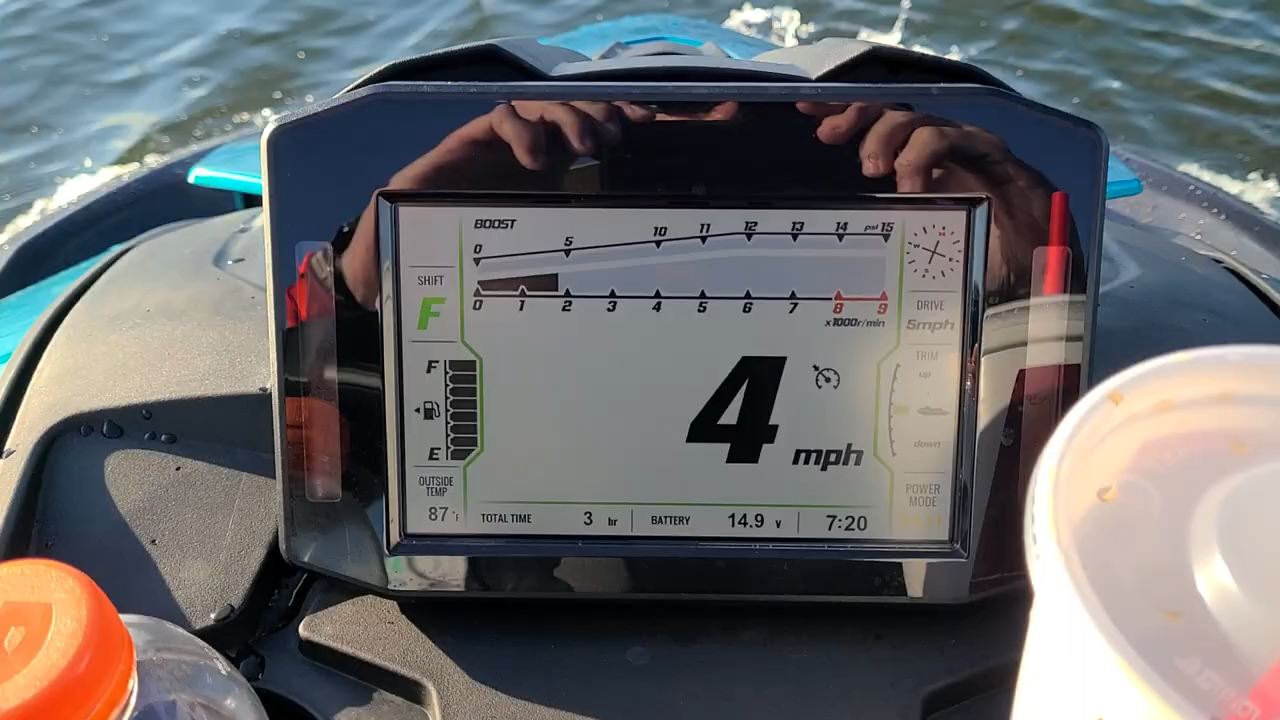 BOOST
0 5 10 11 12 13 14 psi 15
0 1 2 3 4 5 6 7 8 9
x1000r/min
SHIFT
F
F
E
OUTSIDE
TEMP
87°F
4
mph
W
DRIVE
5mph
TRIM
up
down
POWER
MODE
TOTAL TIME 3 hr BATTERY 14.9 v 7:20